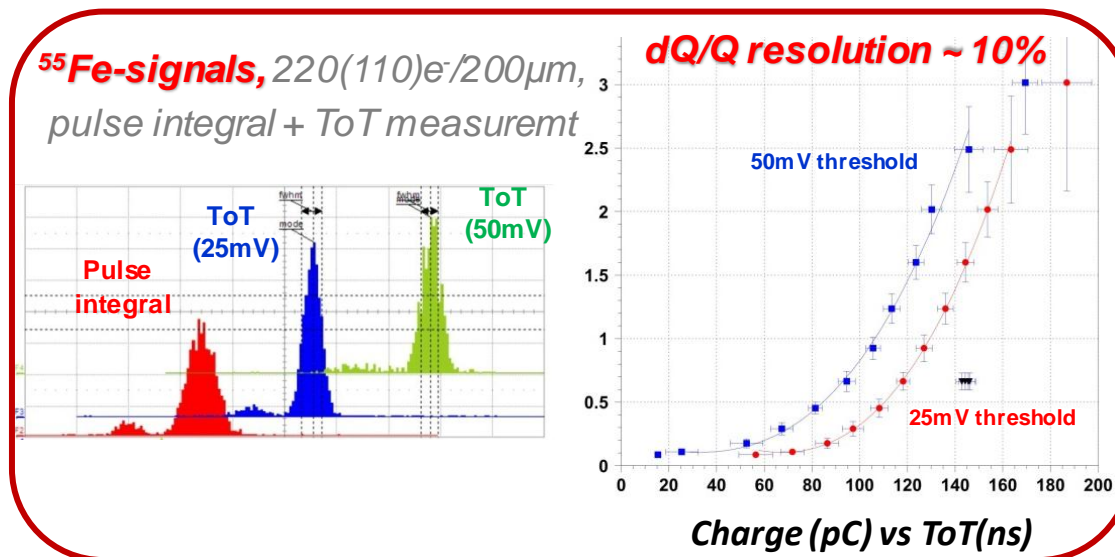 55Fe-signals, 220(110)e-/200μm,
pulse integral + ToT measuremt
fwhm
mode
ToT
(25mV)
Pulse
integral
ToT
(50mV)
F3
F2
dQ/Q resolution ~ 10%
50mV threshold
25mV threshold
3
2.5
2
1.5
1
0.5
0
0 20 40 60 80 100 120 140 160 180 200
Charge (pC) vs ToT(ns)